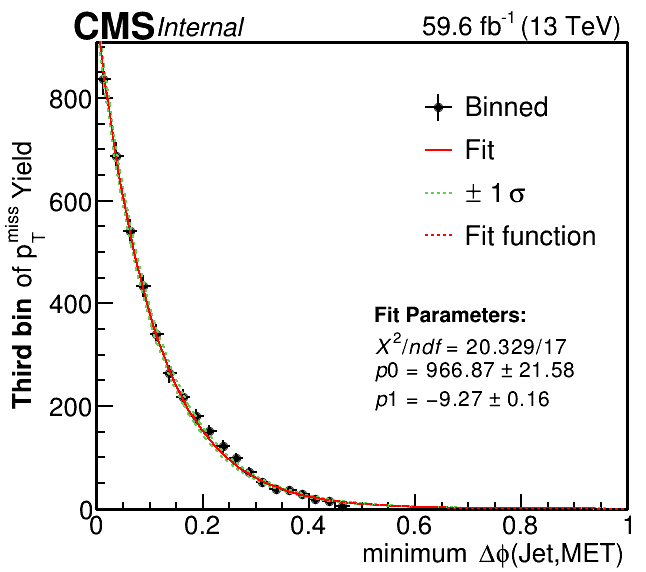 CMS Internal 59.6 fb⁻¹ (13 TeV)
Third bin of p_T^miss Yield
800
600
400
200
0
Binned
Fit
± 1 σ
Fit function
Fit Parameters:
X²/ndf = 20.329/17
p0 = 966.87 ± 21.58
p1 = −9.27 ± 0.16
0 0.2 0.4 0.6 0.8 1
minimum Δϕ(Jet,MET)